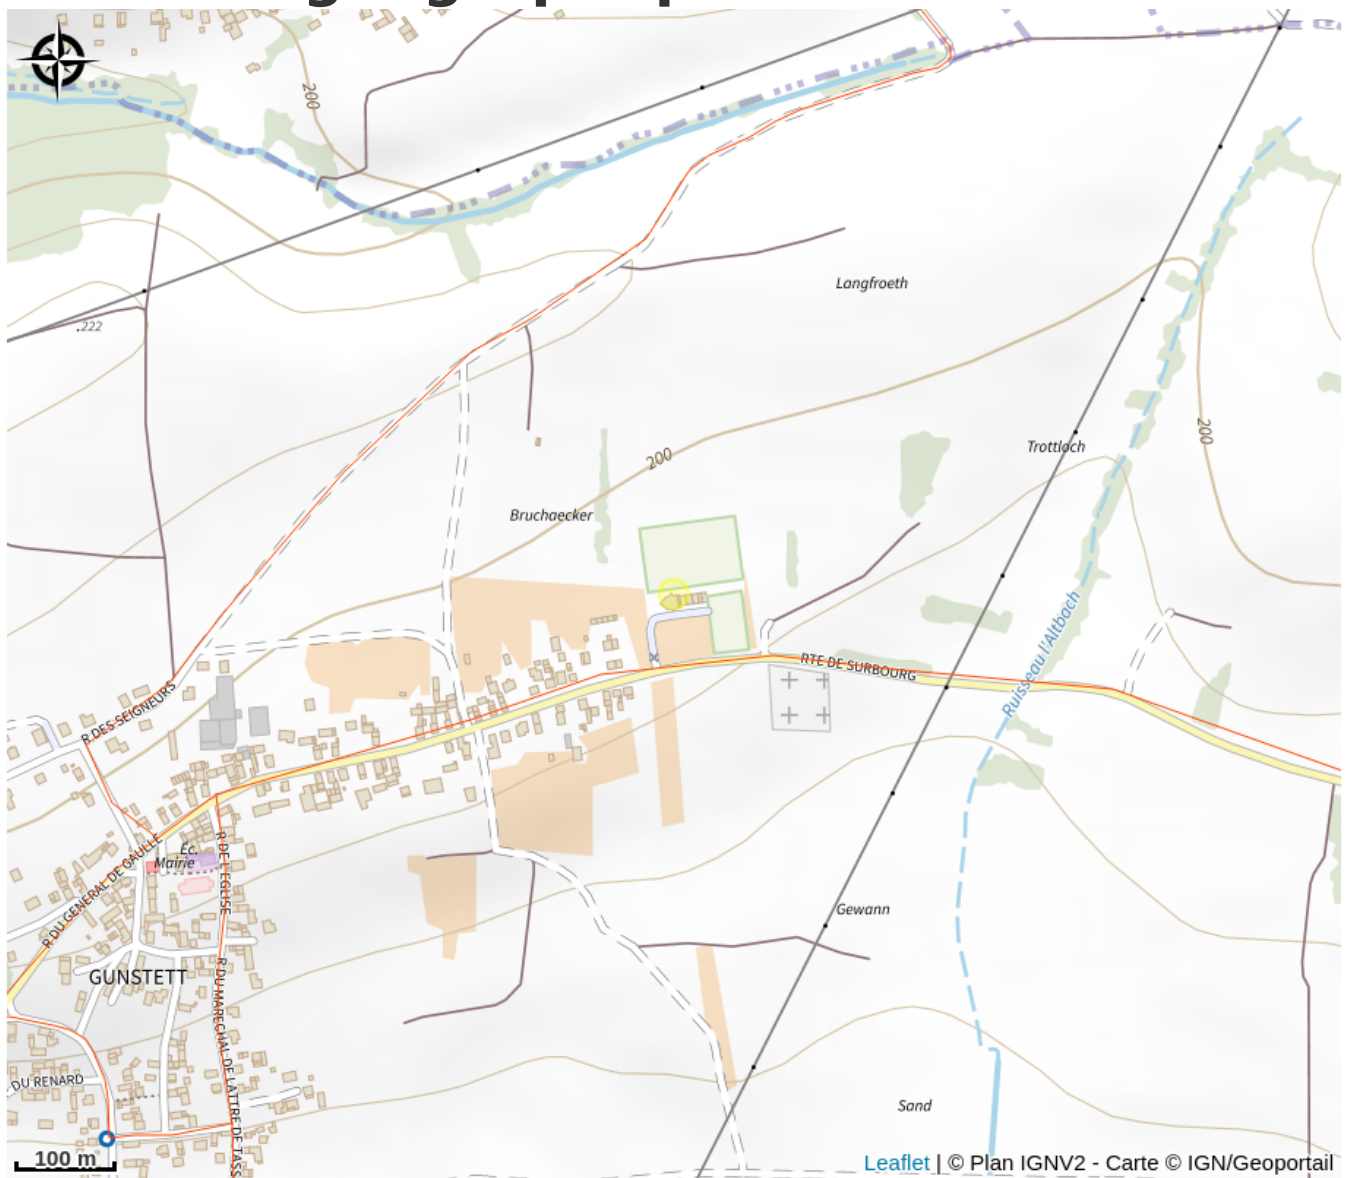 200
.222
Langfroeth
Trottloch
200
200
Bruchaecker
Ruisseau l'Altbach
RTE DE SURBOURG
R DES SEIGNEURS
R DU GENERAL DE GAULLE
R DE L'EGLISE
Éc.
Mairie
Gewann
GUNSTETT
R DU MARECHAL DE LATTRE DE TASS
DU RENARD
Sand
100 m
Leaflet | © Plan IGNV2 - Carte © IGN/Geoportail